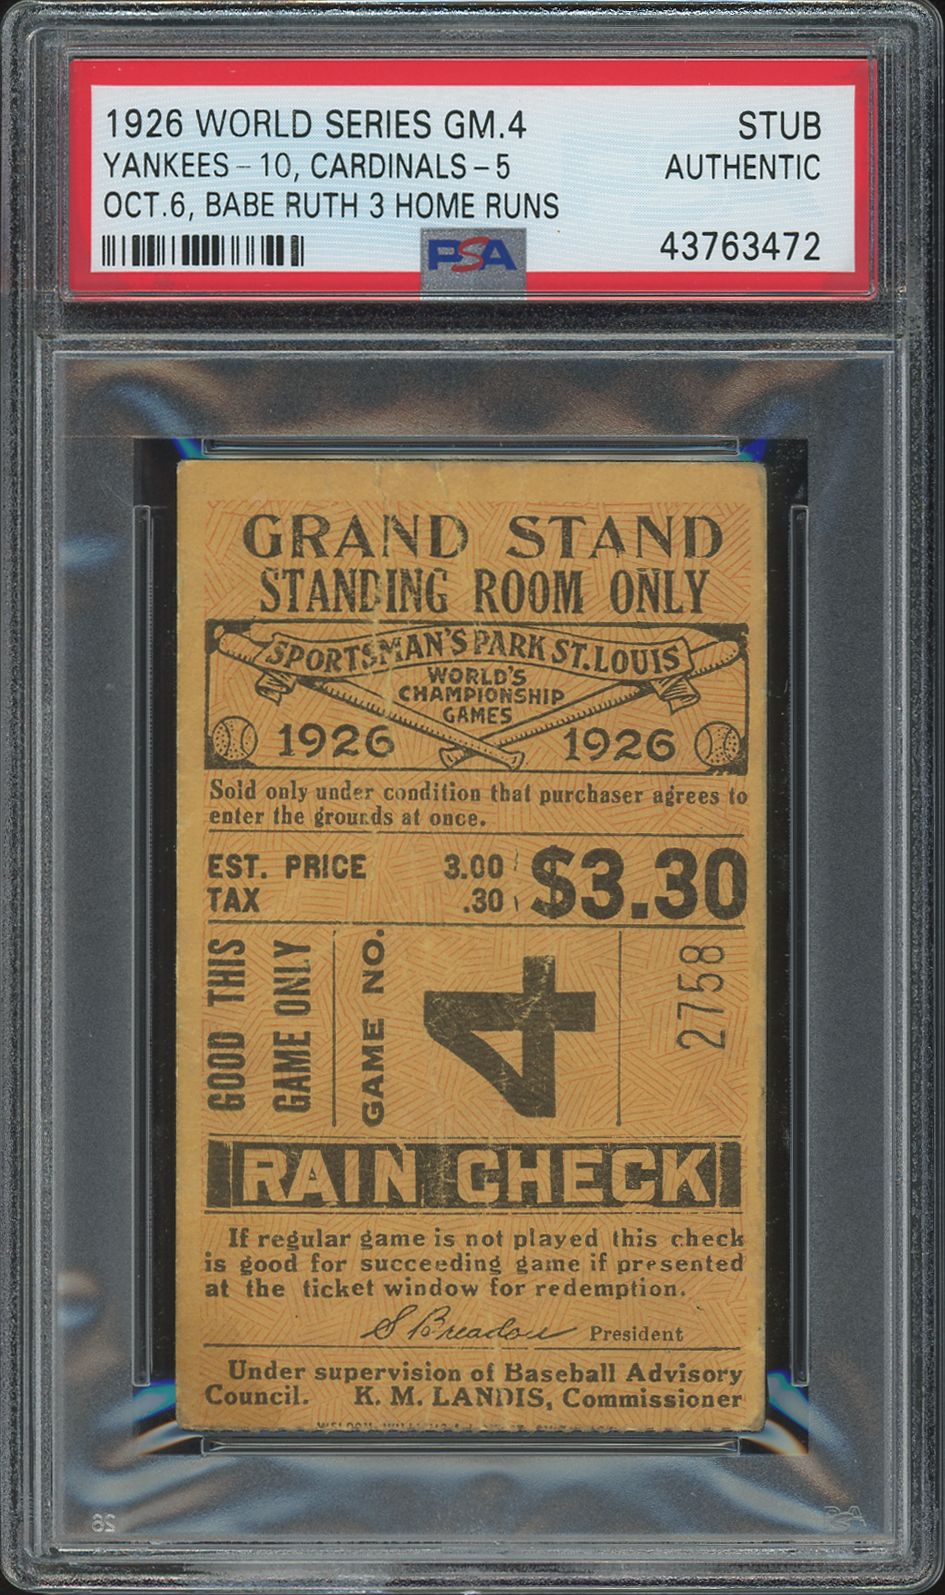 1926 WORLD SERIES GM.4 STUB
YANKEES - 10, CARDINALS - 5 AUTHENTIC
OCT.6, BABE RUTH 3 HOME RUNS
PSA 43763472
GRAND STAND
STANDING ROOM ONLY
SPORTSMAN'S PARK ST. LOUIS
WORLD'S
CHAMPIONSHIP
GAMES
1926 1926
Sold only under condition that purchaser agrees to
enter the grounds at once.
EST. PRICE 3.00 $3.30
TAX .30
GOOD THIS
GAME ONLY
GAME NO.
4
2758
RAIN CHECK
If regular game is not played this check
is good for succeeding game if presented
at the ticket window for redemption.
S Breadon President
Under supervision of Baseball Advisory
Council. K. M. LANDIS, Commissioner
26 PSA